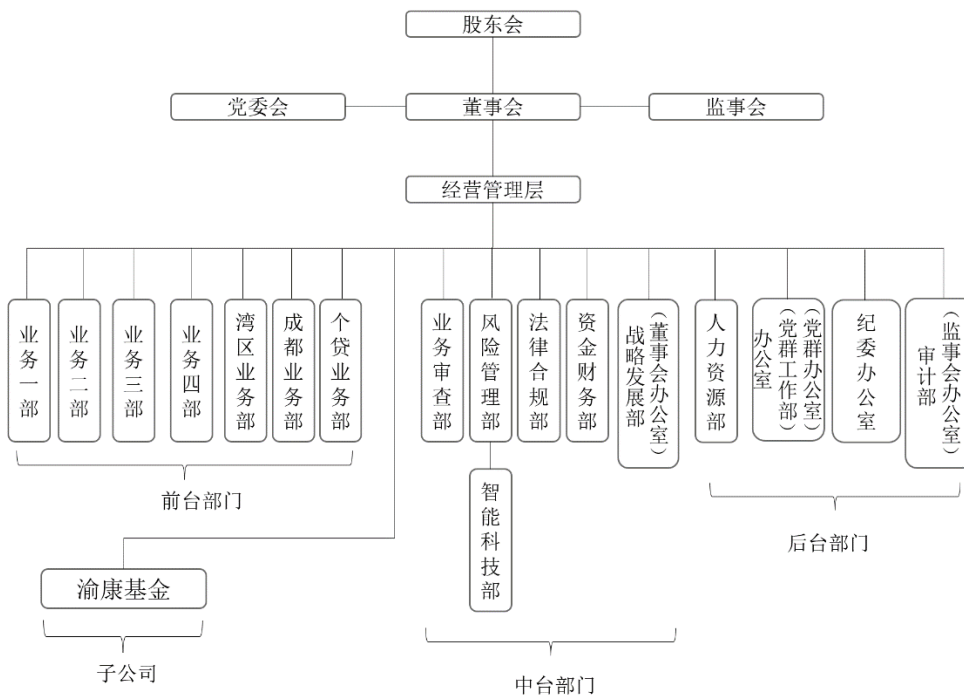 股东会
党委会
董事会
监事会
经营管理层
业务一部
业务二部
业务三部
业务四部
湾区业务部
成都业务部
个贷业务部
业务审查部
风险管理部
法律合规部
资金财务部
战略发展部
（董事会办公室）
人力资源部
办公室
（党群工作部）
（党群办公室）
纪委办公室
审计部
（监事会办公室）
前台部门
智能科技部
后台部门
渝康基金
子公司
中台部门